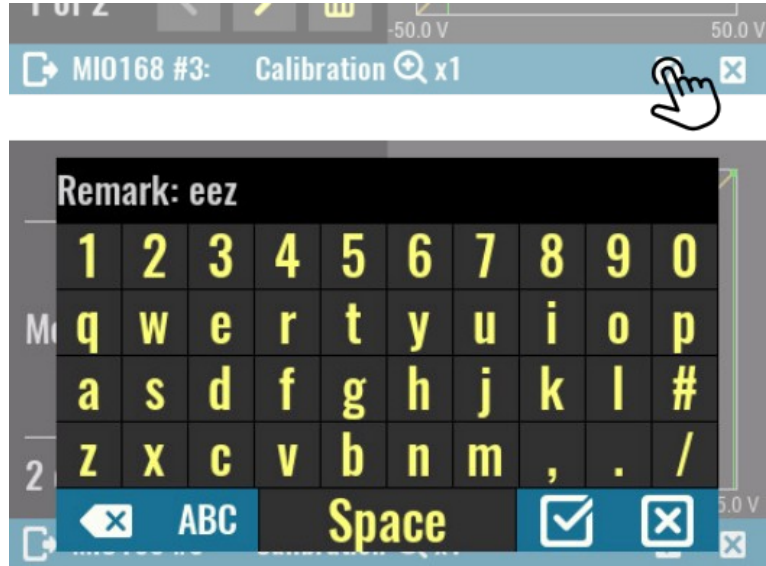 1 of 2
-50.0 V
50.0 V
MIO168 #3: Calibration x1
Remark: eez
1 2 3 4 5 6 7 8 9 0
q w e r t y u i o p
a s d f g h j k l #
z x c v b n m , . /
2
5.0 V
ABC Space